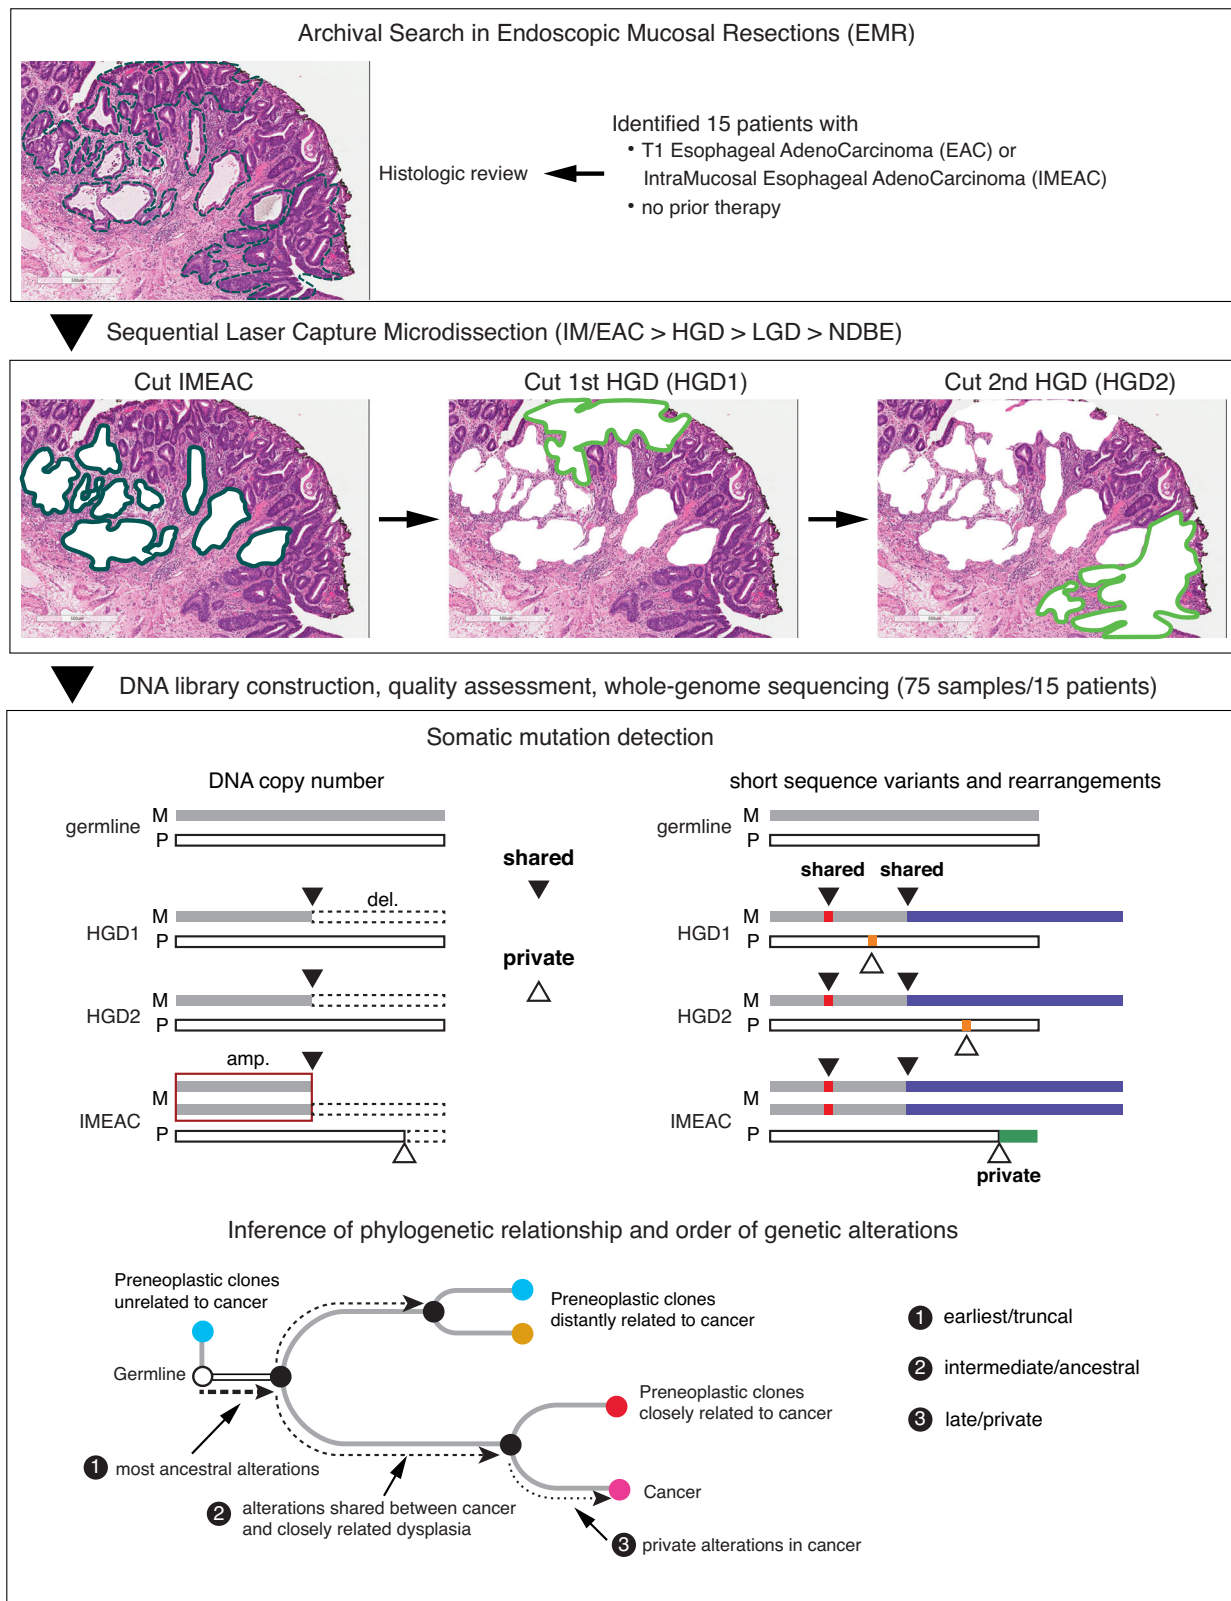 Archival Search in Endoscopic Mucosal Resections (EMR)
Identified 15 patients with
• T1 Esophageal AdenoCarcinoma (EAC) or
IntraMucosal Esophageal AdenoCarcinoma (IMEAC)
• no prior therapy
Histologic review
500um
Sequential Laser Capture Microdissection (IM/EAC > HGD > LGD > NDBE)
Cut IMEAC
Cut 1st HGD (HGD1)
Cut 2nd HGD (HGD2)
500um
500um
500um
DNA library construction, quality assessment, whole-genome sequencing (75 samples/15 patients)
Somatic mutation detection
DNA copy number
germline
M
P
del.
HGD1
M
P
HGD2
M
P
amp.
IMEAC
M
P
shared
private
short sequence variants and rearrangements
germline
M
P
shared
shared
HGD1
M
P
HGD2
M
P
IMEAC
M
P
private
Inference of phylogenetic relationship and order of genetic alterations
Preneoplastic clones
unrelated to cancer
Germline
Preneoplastic clones
distantly related to cancer
Preneoplastic clones
closely related to cancer
Cancer
1 most ancestral alterations
2 alterations shared between cancer
and closely related dysplasia
3 private alterations in cancer
1 earliest/truncal
2 intermediate/ancestral
3 late/private